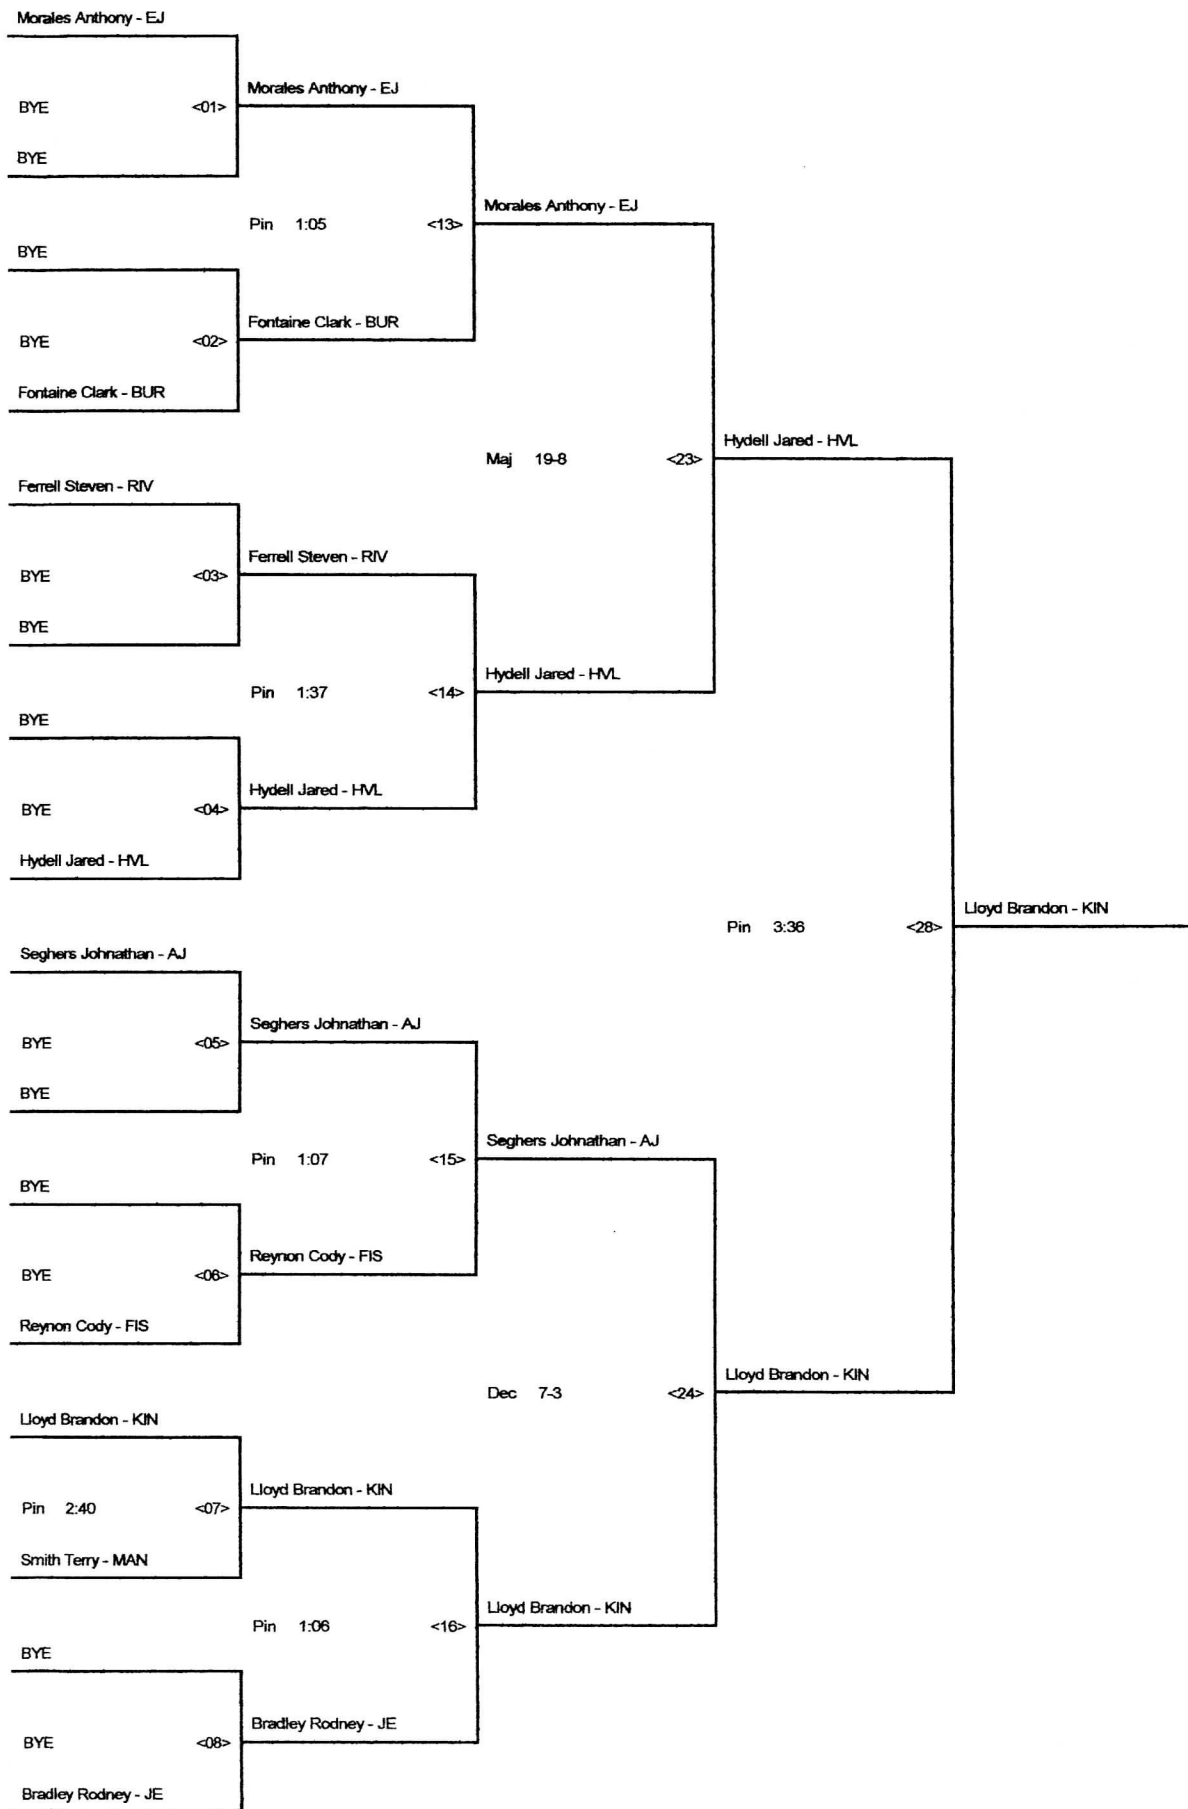 Morales Anthony - EJ
Morales Anthony - EJ
BYE <01>
BYE
Morales Anthony - EJ
Pin 1:05 <13>
BYE
Fontaine Clark - BUR
BYE <02>
Fontaine Clark - BUR
Hydell Jared - HVL
Maj 19-8 <23>
Ferrell Steven - RIV
Ferrell Steven - RIV
BYE <03>
BYE
Hydell Jared - HVL
Pin 1:37 <14>
BYE
Hydell Jared - HVL
BYE <04>
Hydell Jared - HVL
Lloyd Brandon - KIN
Pin 3:36 <28>
Seghers Johnathan - AJ
Seghers Johnathan - AJ
BYE <05>
BYE
Seghers Johnathan - AJ
Pin 1:07 <15>
BYE
Reynon Cody - FIS
BYE <06>
Reynon Cody - FIS
Lloyd Brandon - KIN
Dec 7-3 <24>
Lloyd Brandon - KIN
Lloyd Brandon - KIN
Pin 2:40 <07>
Smith Terry - MAN
Lloyd Brandon - KIN
Pin 1:06 <16>
BYE
Bradley Rodney - JE
BYE <08>
Bradley Rodney - JE